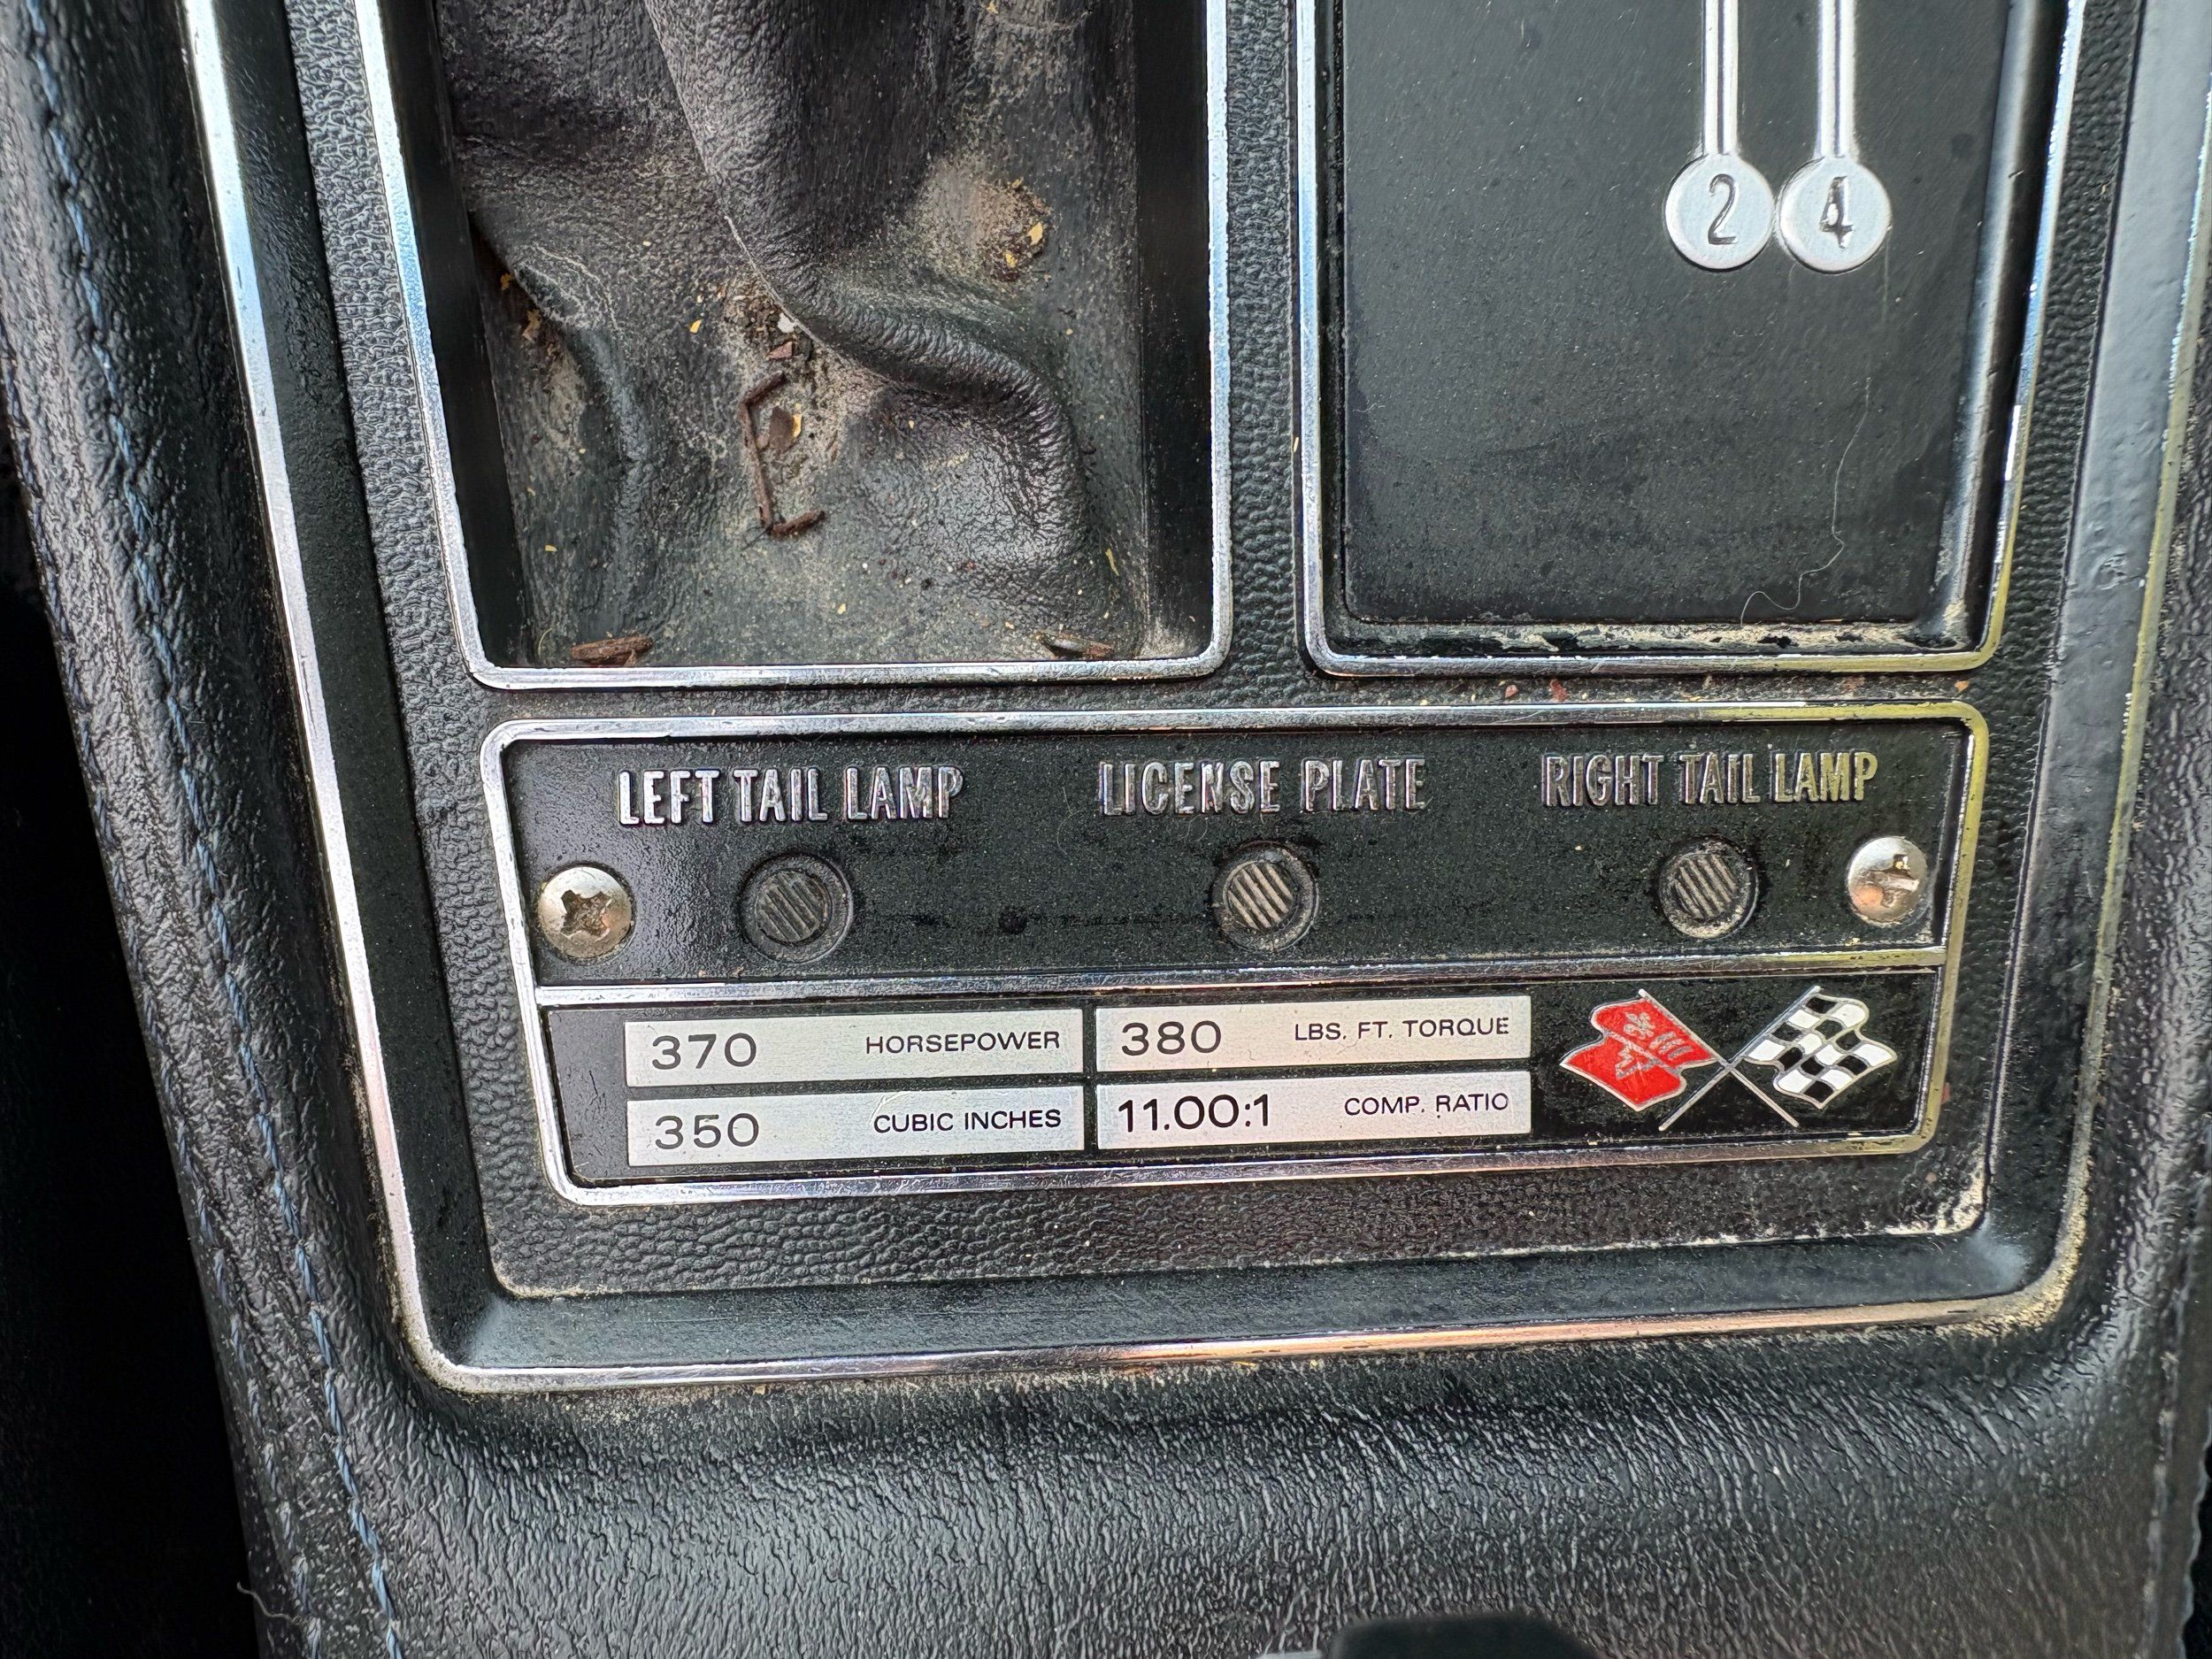 2 4
LEFT TAIL LAMP LICENSE PLATE RIGHT TAIL LAMP
370 HORSEPOWER 380 LBS. FT. TORQUE
350 CUBIC INCHES 11.00:1 COMP. RATIO